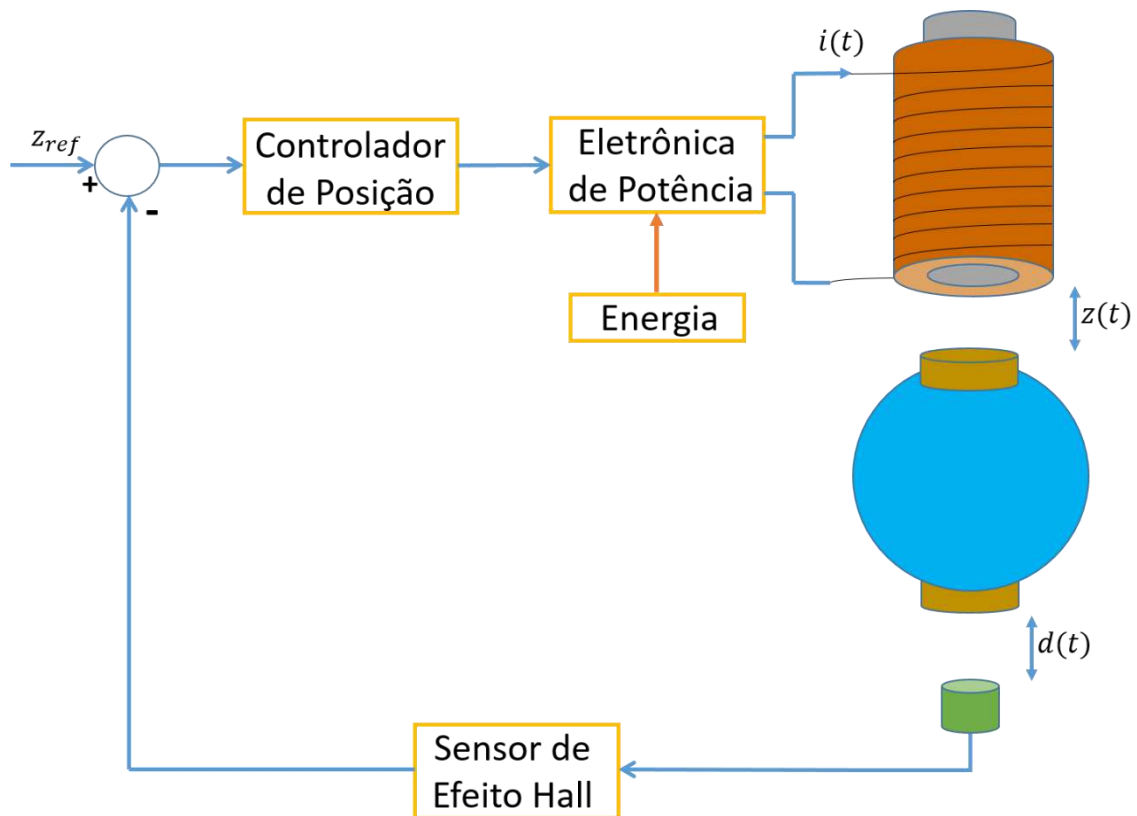 i(t)
z_ref
+
-
Controlador
de Posição
Eletrônica
de Potência
Energia
z(t)
d(t)
Sensor de
Efeito Hall